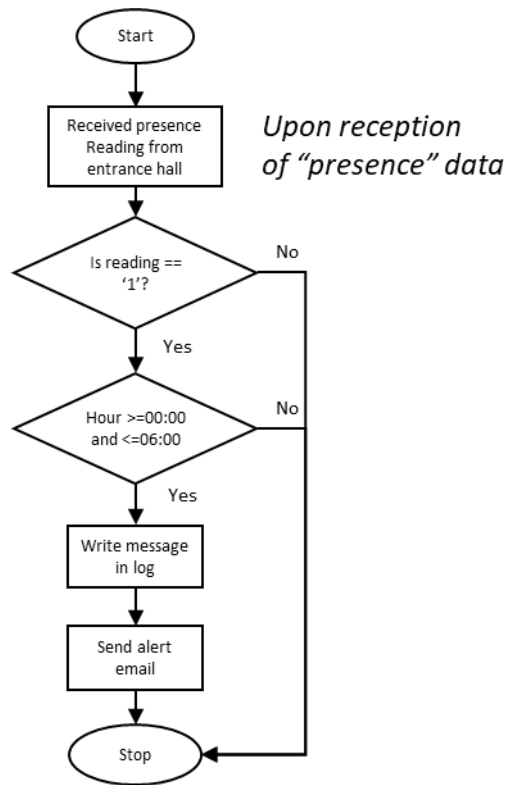 Start
Received presence
Reading from
entrance hall
Upon reception
of “presence” data
Is reading ==
‘1’?
No
Yes
Hour >=00:00
and <=06:00
No
Yes
Write message
in log
Send alert
email
Stop